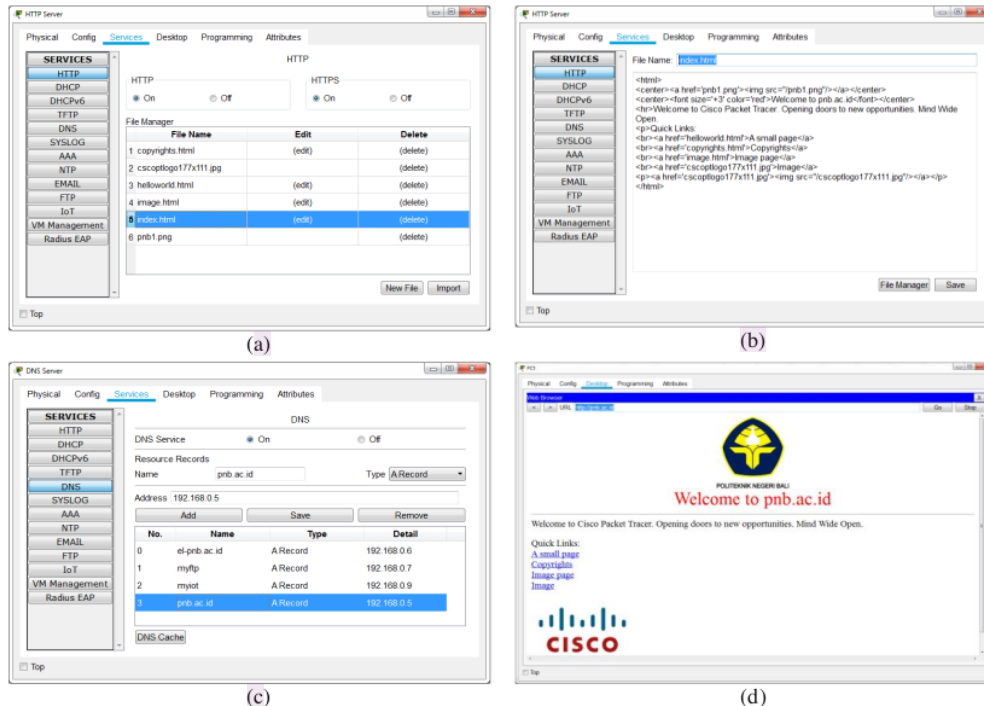 HTTP Server
Physical Config Services Desktop Programming Attributes
SERVICES
HTTP
DHCP
DHCPv6
TFTP
DNS
SYSLOG
AAA
NTP
EMAIL
FTP
IoT
VM Management
Radius EAP
HTTP
HTTP
On Off
HTTPS
On Off
File Manager
File Name Edit Delete
1 copyrights.html (edit) (delete)
2 cscoptlogo177x111.jpg (delete)
3 helloworld.html (edit) (delete)
4 image.html (edit) (delete)
5 index.html (edit) (delete)
6 pnb1.png (delete)
New File Import
Top
(a)
HTTP Server
Physical Config Services Desktop Programming Attributes
SERVICES
HTTP
DHCP
DHCPv6
TFTP
DNS
SYSLOG
AAA
NTP
EMAIL
FTP
IoT
VM Management
Radius EAP
File Name: index.html
<html>
<center><a href='pnb1.png'><img src="/pnb1.png"/></a></center>
<center><font size='+3' color='red'>Welcome to pnb.ac.id</font></center>
<hr>Welcome to Cisco Packet Tracer. Opening doors to new opportunities. Mind Wide
Open.
<p>Quick Links:
<br><a href='helloworld.html'>A small page</a>
<br><a href='copyrights.html'>Copyrights</a>
<br><a href='image.html'>Image page</a>
<br><a href='cscoptlogo177x111.jpg'>Image</a>
<p><a href='cscoptlogo177x111.jpg'><img src="/cscoptlogo177x111.jpg"/></a></p>
</html>
File Manager Save
Top
(b)
DNS Server
Physical Config Services Desktop Programming Attributes
SERVICES
HTTP
DHCP
DHCPv6
TFTP
DNS
SYSLOG
AAA
NTP
EMAIL
FTP
IoT
VM Management
Radius EAP
DNS
DNS Service On Off
Resource Records
Name pnb.ac.id Type A Record
Address 192.168.0.5
Add Save Remove
No. Name Type Detail
0 el-pnb.ac.id A Record 192.168.0.6
1 myftp A Record 192.168.0.7
2 myiot A Record 192.168.0.9
3 pnb.ac.id A Record 192.168.0.5
DNS Cache
Top
(c)
Physical Config Desktop Programming Attributes
Web Browser X
< > URL http://pnb.ac.id Go Stop
POLITEKNIK NEGERI BALI
Welcome to pnb.ac.id
Welcome to Cisco Packet Tracer. Opening doors to new opportunities. Mind Wide Open.
Quick Links:
A small page
Copyrights
Image page
Image
CISCO
Top
(d)